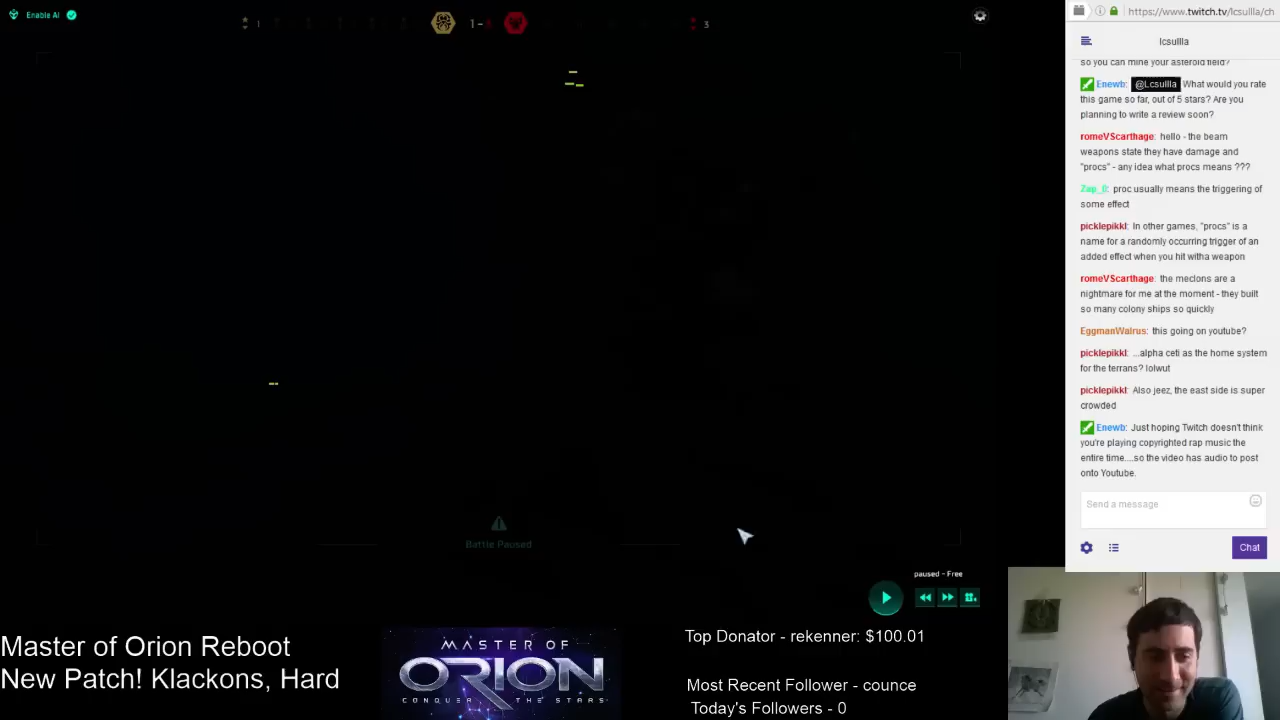 Enable AI
1
1 -
3
Battle Paused
paused - Free
https://www.twitch.tv/lcsullla/ch
lcsullla
so you can mine your asteroid field?
Enewb: @Lcsullla What would you rate
this game so far, out of 5 stars? Are you
planning to write a review soon?
romeVScarthage: hello - the beam
weapons state they have damage and
"procs" - any idea what procs means ???
Zap_0: proc usually means the triggering of
some effect
picklepikkl: In other games, "procs" is a
name for a randomly occurring trigger of an
added effect when you hit witha weapon
romeVScarthage: the meclons are a
nightmare for me at the moment - they built
so many colony ships so quickly
EggmanWalrus: this going on youtube?
picklepikkl: ...alpha ceti as the home system
for the terrans? lolwut
picklepikkl: Also jeez, the east side is super
crowded
Enewb: Just hoping Twitch doesn't think
you're playing copyrighted rap music the
entire time....so the video has audio to post
onto Youtube.
Send a message
Chat
Master of Orion Reboot
New Patch! Klackons, Hard
MASTER OF
ORION
CONQUER THE STARS
Top Donator - rekenner: $100.01
Most Recent Follower - counce
Today's Followers - 0